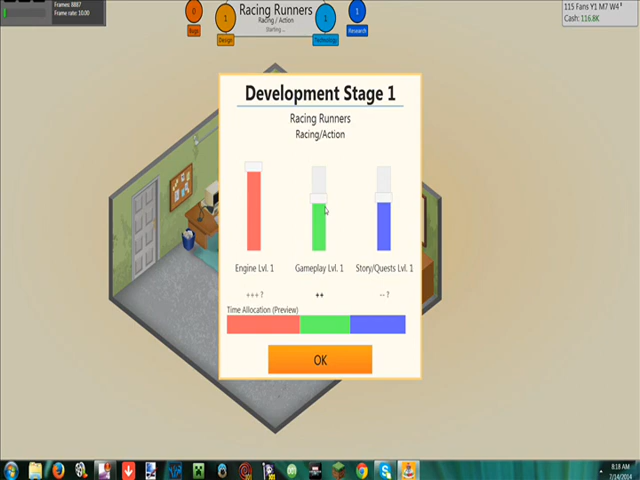 Frames: 8887
Frame rate: 10.00
0
Bugs
1
Design
Racing Runners
Racing / Action
Starting ..
1
Technology
1
Research
115 Fans Y1 M7 W4
Cash: 116.8K
Development Stage 1
Racing Runners
Racing/Action
Engine Lvl. 1
Gameplay Lvl. 1
Story/Quests Lvl. 1
+++ ?
++
-- ?
Time Allocation (Preview)
OK
8:18 AM
7/14/2014